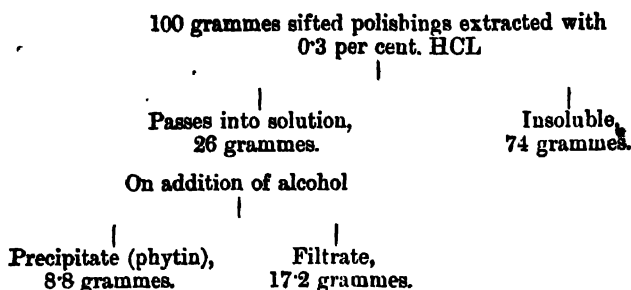 100 grammes sifted polishings extracted with
0·3 per cent. HCL
Passes into solution,
26 grammes.
Insoluble,
74 grammes.
On addition of alcohol
Precipitate (phytin),
8·8 grammes.
Filtrate,
17·2 grammes.